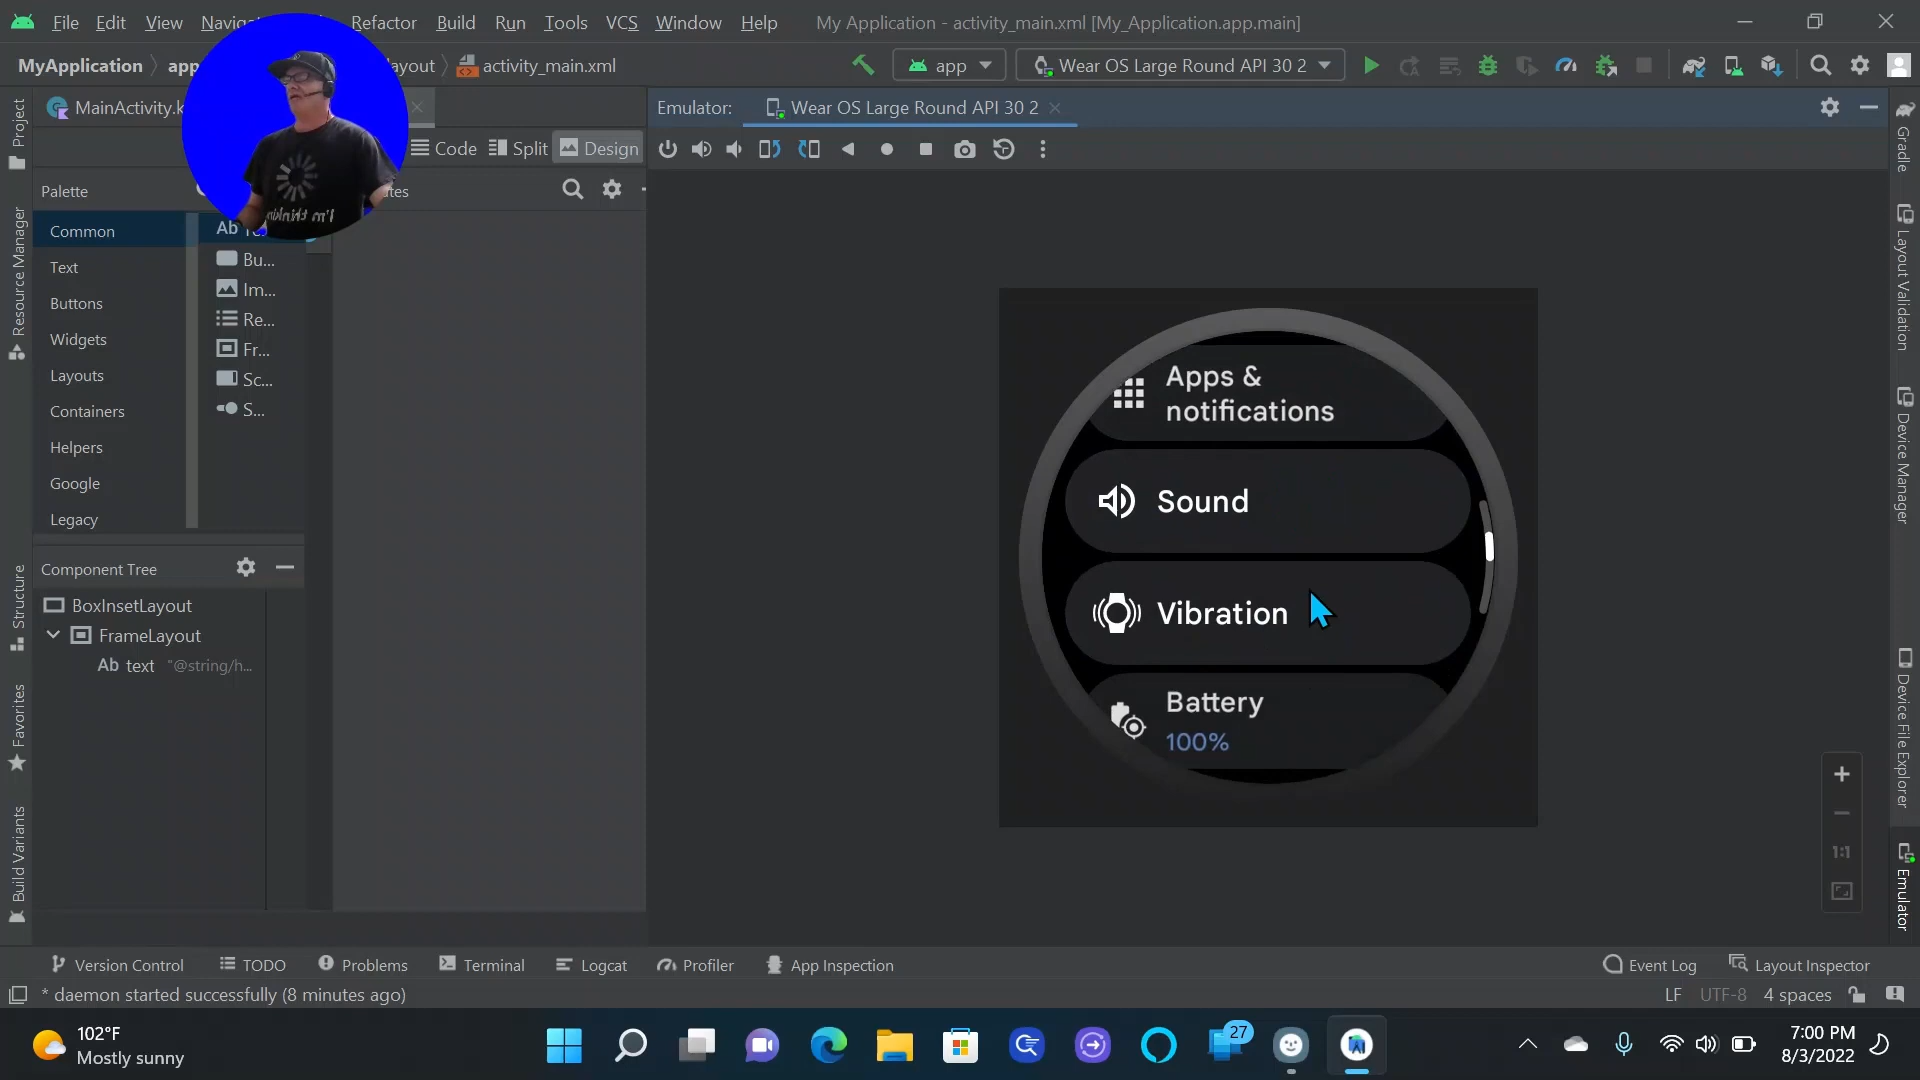 File Edit View Refactor Build Run Tools VCS Window Help My Application - activity_main.xml [My_Application.app.main]
MyApplication activity_main.xml app Wear OS Large Round API 30 2
MainActivity.k Emulator: Wear OS Large Round API 30 2
Code Split Design
Palette
Common
Text
Buttons
Widgets
Layouts
Containers
Helpers
Google
Legacy
Ab
Bu...
Im...
Re...
Fr...
Sc...
S...
Component Tree
BoxInsetLayout
FrameLayout
Ab text "@string/h...
Apps &
notifications
Sound
Vibration
Battery
100%
1:1
Project
Resource Manager
Structure
Favorites
Build Variants
Gradle
Layout Validation
Device Manager
Device File Explorer
Emulator
Version Control TODO Problems Terminal Logcat Profiler App Inspection Event Log Layout Inspector
* daemon started successfully (8 minutes ago) LF UTF-8 4 spaces
102°F
Mostly sunny
27
7:00 PM
8/3/2022